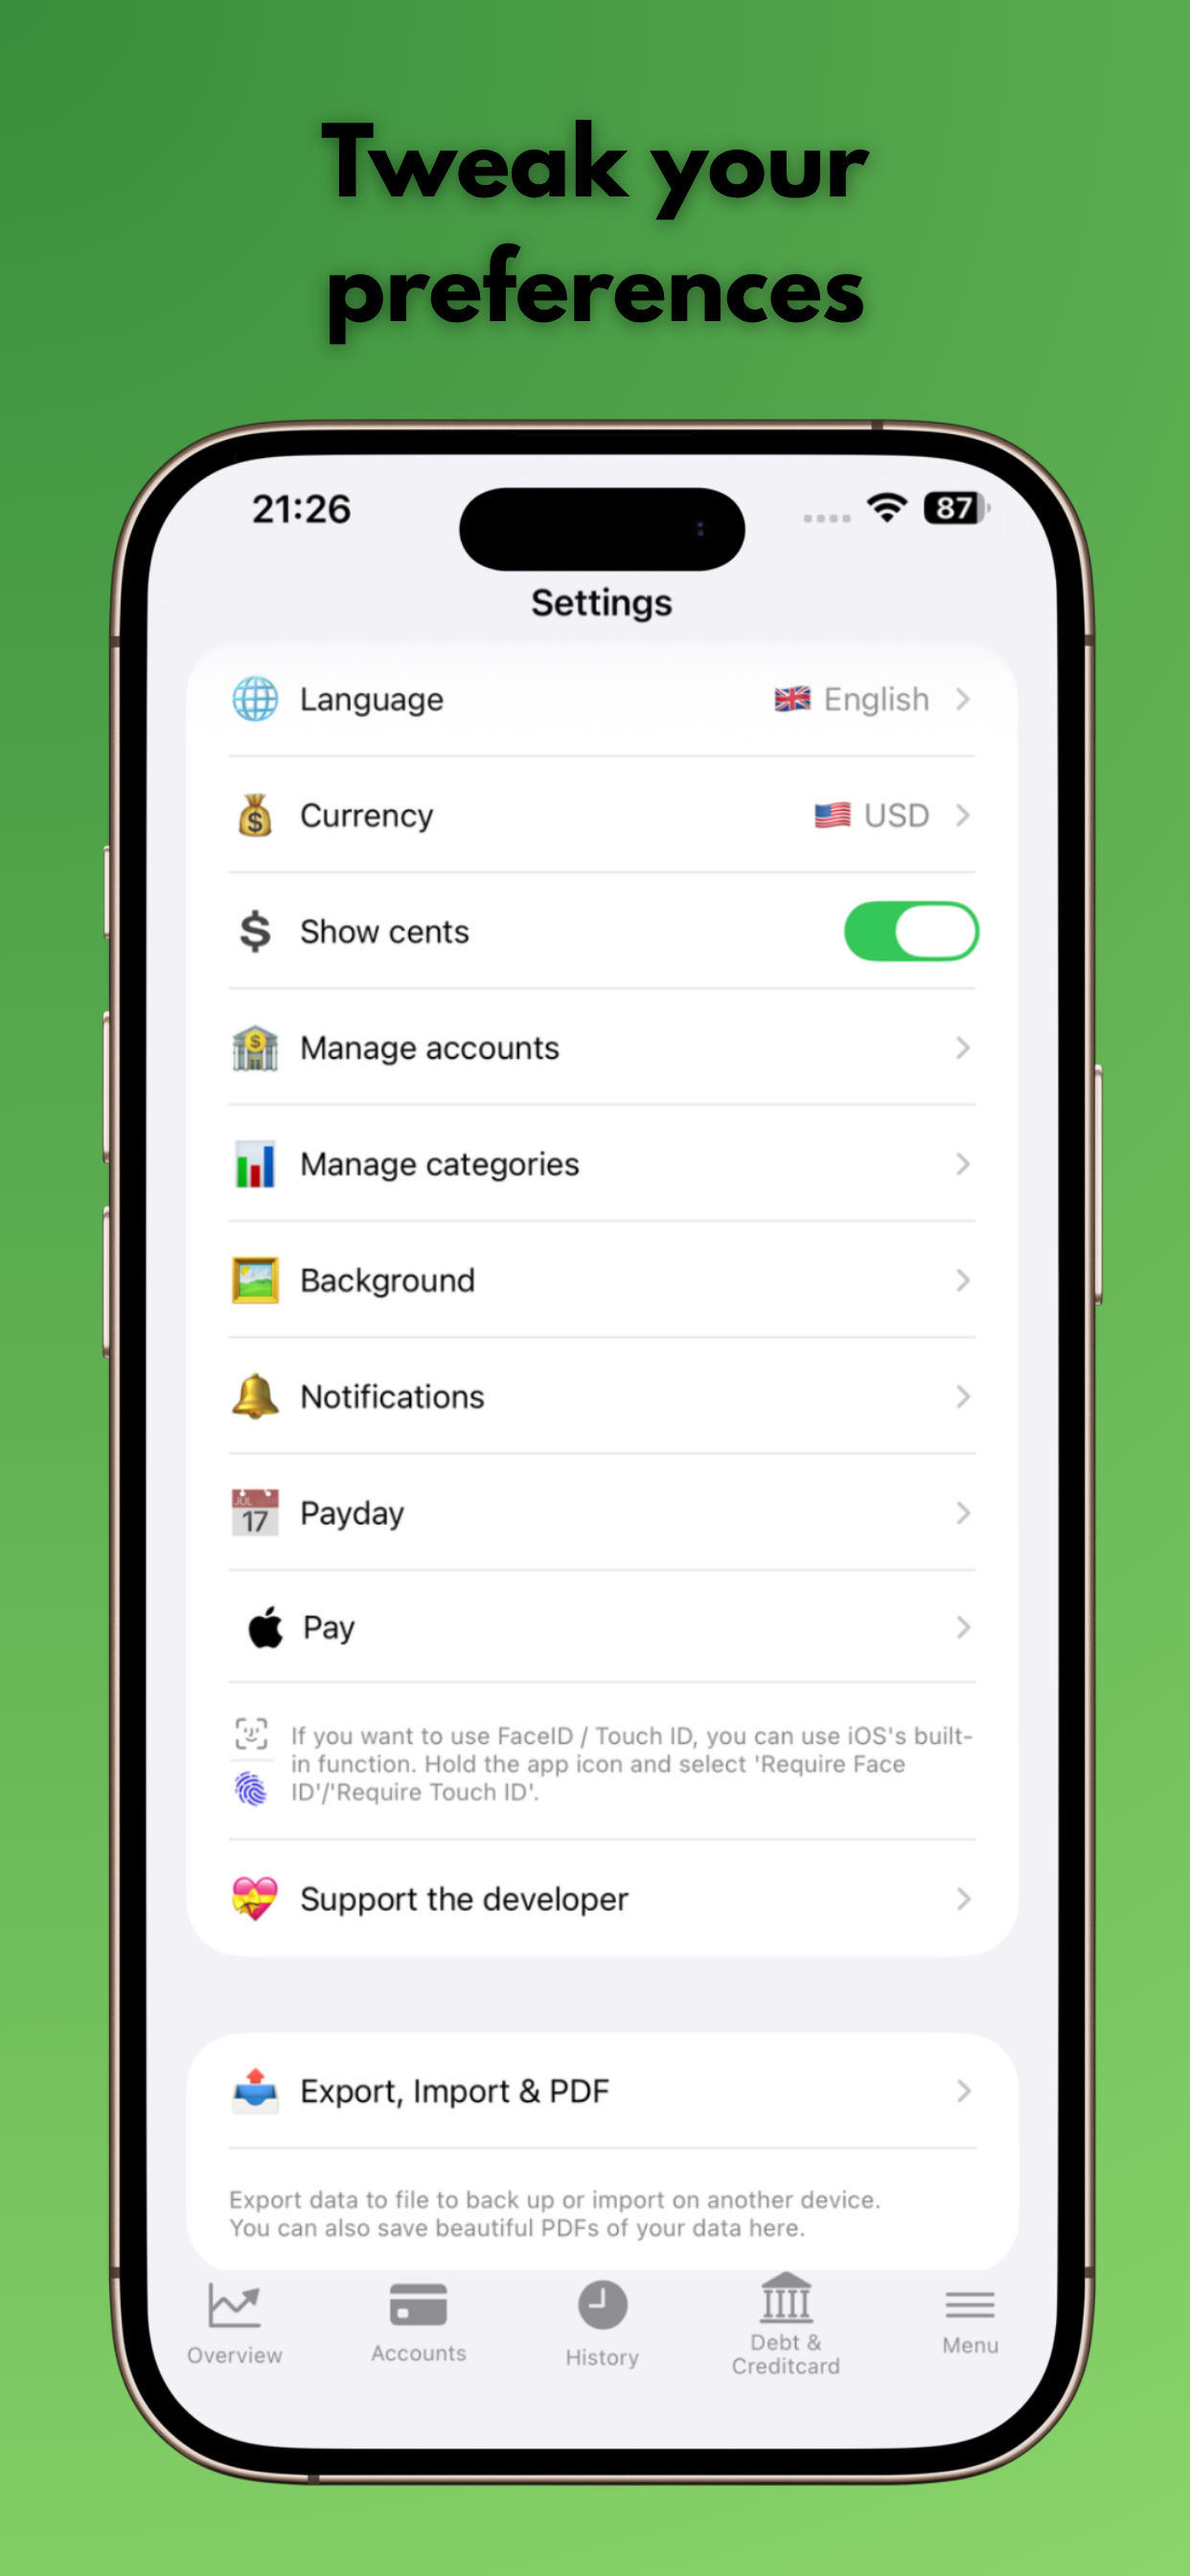 Tweak your
preferences
21:26
87
Settings
Language
English
Currency
USD
$ Show cents
Manage accounts
Manage categories
Background
Notifications
JUL
17
Payday
Pay
If you want to use FaceID / Touch ID, you can use iOS's built-
in function. Hold the app icon and select 'Require Face
ID'/'Require Touch ID'.
Support the developer
Export, Import & PDF
Export data to file to back up or import on another device.
You can also save beautiful PDFs of your data here.
Overview
Accounts
History
Debt &
Creditcard
Menu